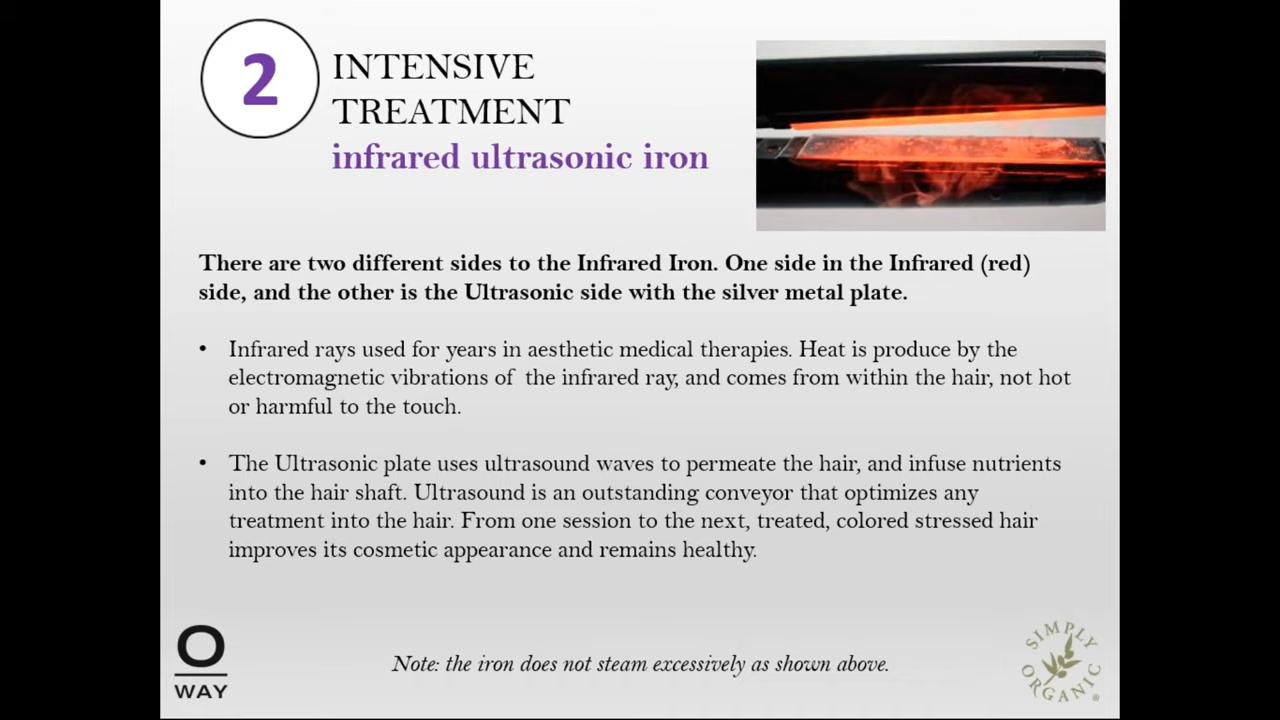 2
INTENSIVE
TREATMENT
infrared ultrasonic iron
There are two different sides to the Infrared Iron. One side in the Infrared (red)
side, and the other is the Ultrasonic side with the silver metal plate.
• Infrared rays used for years in aesthetic medical therapies. Heat is produce by the
electromagnetic vibrations of the infrared ray, and comes from within the hair, not hot
or harmful to the touch.
• The Ultrasonic plate uses ultrasound waves to permeate the hair, and infuse nutrients
into the hair shaft. Ultrasound is an outstanding conveyor that optimizes any
treatment into the hair. From one session to the next, treated, colored stressed hair
improves its cosmetic appearance and remains healthy.
O
WAY
Note: the iron does not steam excessively as shown above.
SIMPLY
ORGANIC®